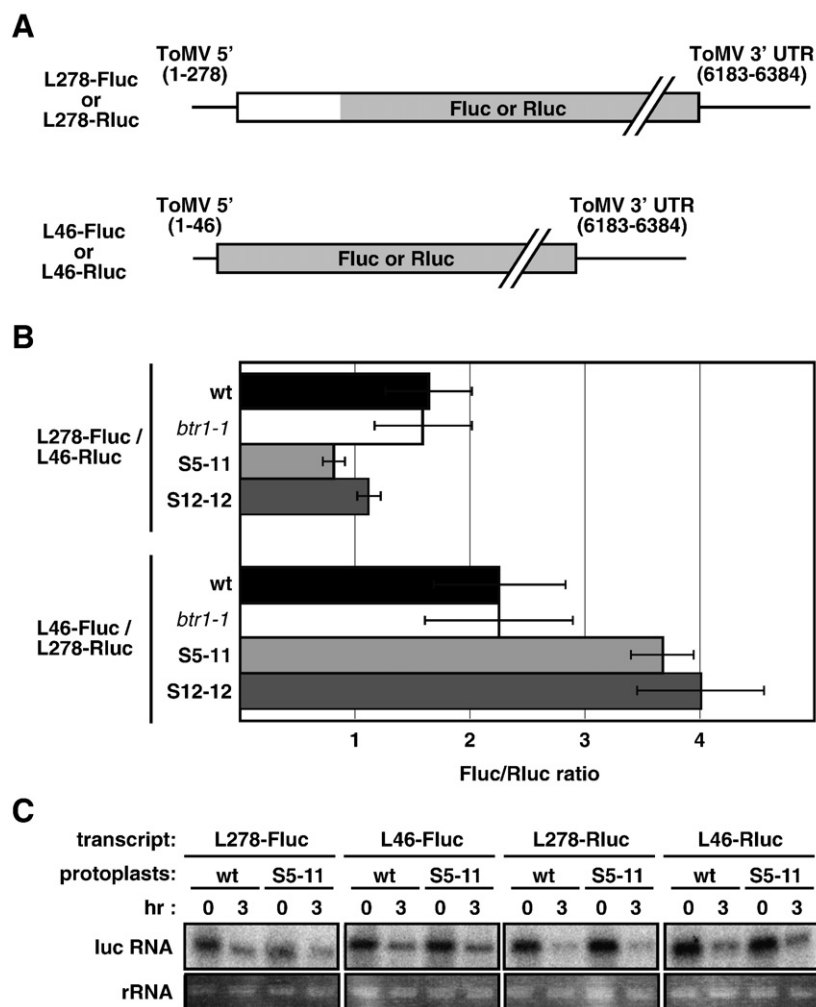 A
ToMV 5' ToMV 3' UTR
(1-278) (6183-6384)
L278-Fluc
or
L278-Rluc
Fluc or Rluc
ToMV 5' ToMV 3' UTR
(1-46) (6183-6384)
L46-Fluc
or
L46-Rluc
Fluc or Rluc
B
L278-Fluc /
L46-Rluc
wt
btr1-1
S5-11
S12-12
L46-Fluc /
L278-Rluc
wt
btr1-1
S5-11
S12-12
1 2 3 4
Fluc/Rluc ratio
C
transcript: L278-Fluc L46-Fluc L278-Rluc L46-Rluc
protoplasts: wt S5-11 wt S5-11 wt S5-11 wt S5-11
hr : 0 3 0 3 0 3 0 3 0 3 0 3 0 3 0 3
luc RNA
rRNA